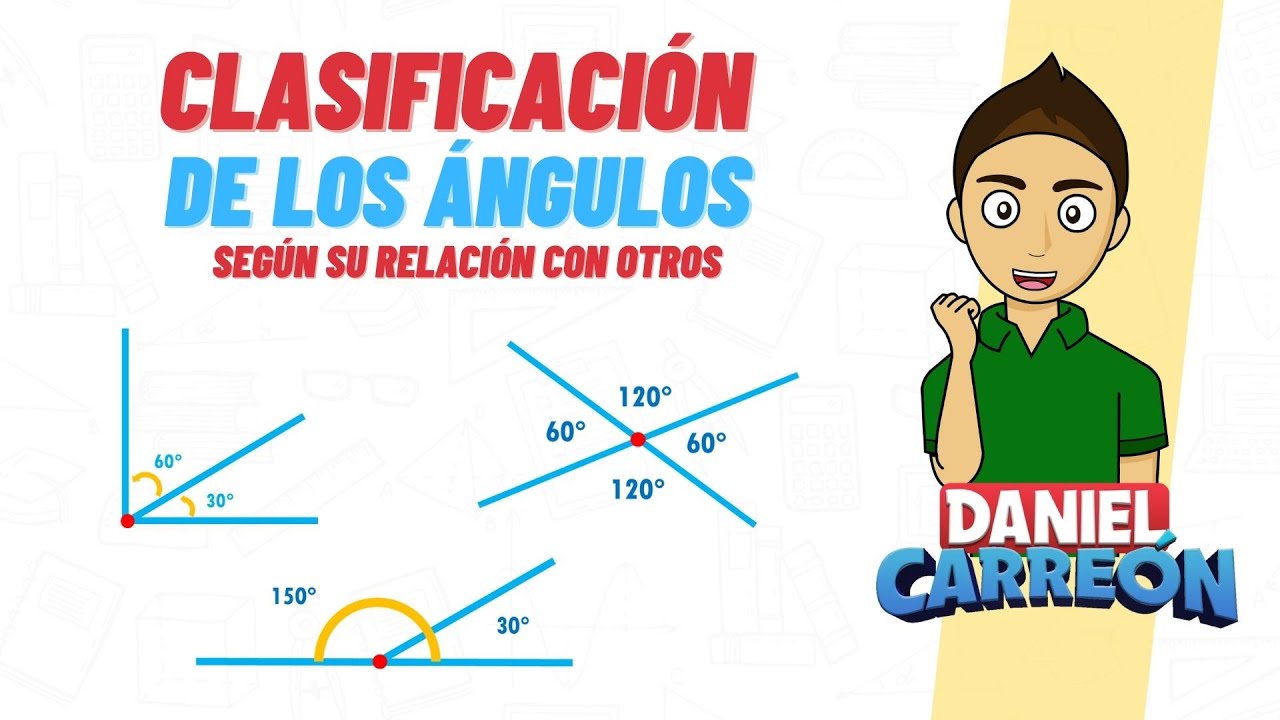 CLASIFICACIÓN
DE LOS ÁNGULOS
SEGÚN SU RELACIÓN CON OTROS
60°
30°
120°
60°
60°
120°
150°
30°
DANIEL
CARREÓN